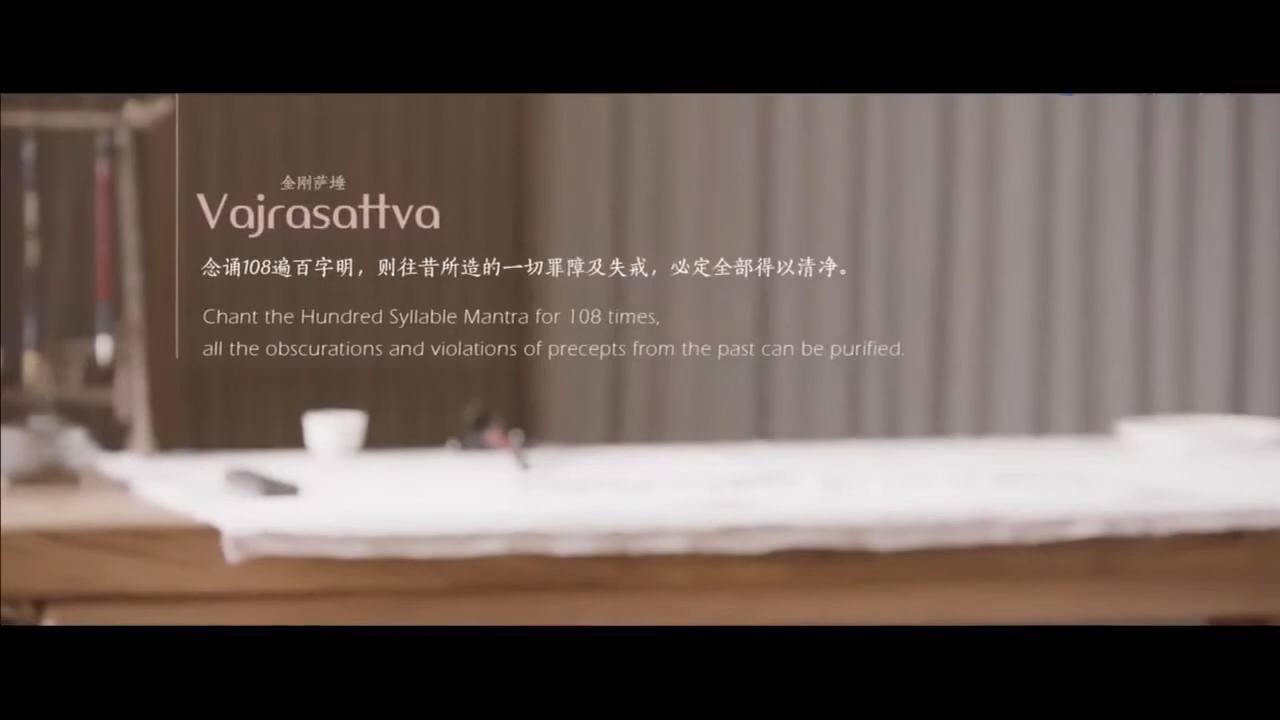 金刚萨埵
Vajrasattva
念诵108遍百字明，则往昔所造的一切罪障及失戒，必定全部得以清净。
Chant the Hundred Syllable Mantra for 108 times,
all the obscurations and violations of precepts from the past can be purified.